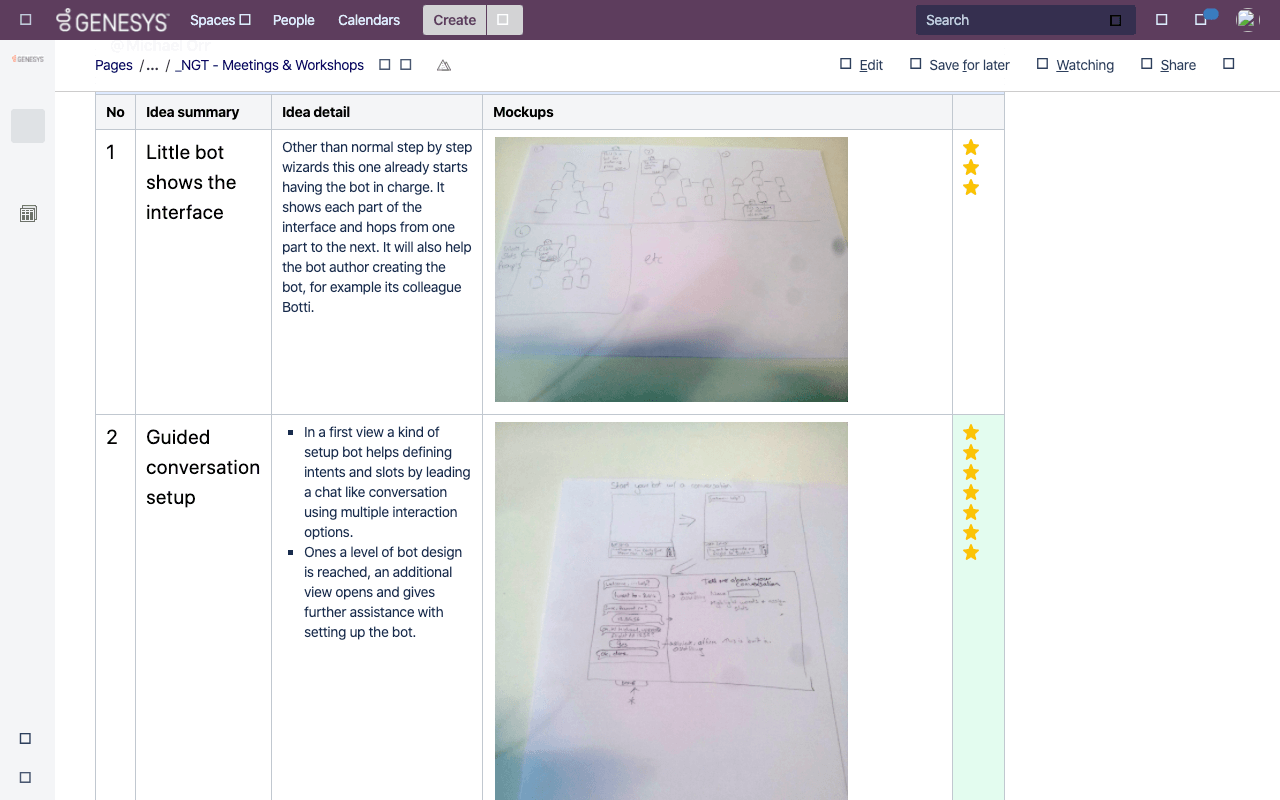 GENESYS
Spaces
People
Calendars
Create
Search
GENESYS
@Michael Orr
Pages / ... / _NGT - Meetings & Workshops
Edit
Save for later
Watching
Share
No
Idea summary
Idea detail
Mockups
1
Little bot
shows the
interface
Other than normal step by step
wizards this one already starts
having the bot in charge. It
shows each part of the
interface and hops from one
part to the next. It will also help
the bot author creating the
bot, for example its colleague
Botti.
etc
2
Guided
conversation
setup
In a first view a kind of
setup bot helps defining
intents and slots by leading
a chat like conversation
using multiple interaction
options.
Ones a level of bot design
is reached, an additional
view opens and gives
further assistance with
setting up the bot.
Start your bot with a conversation
Tell me about your
conversation